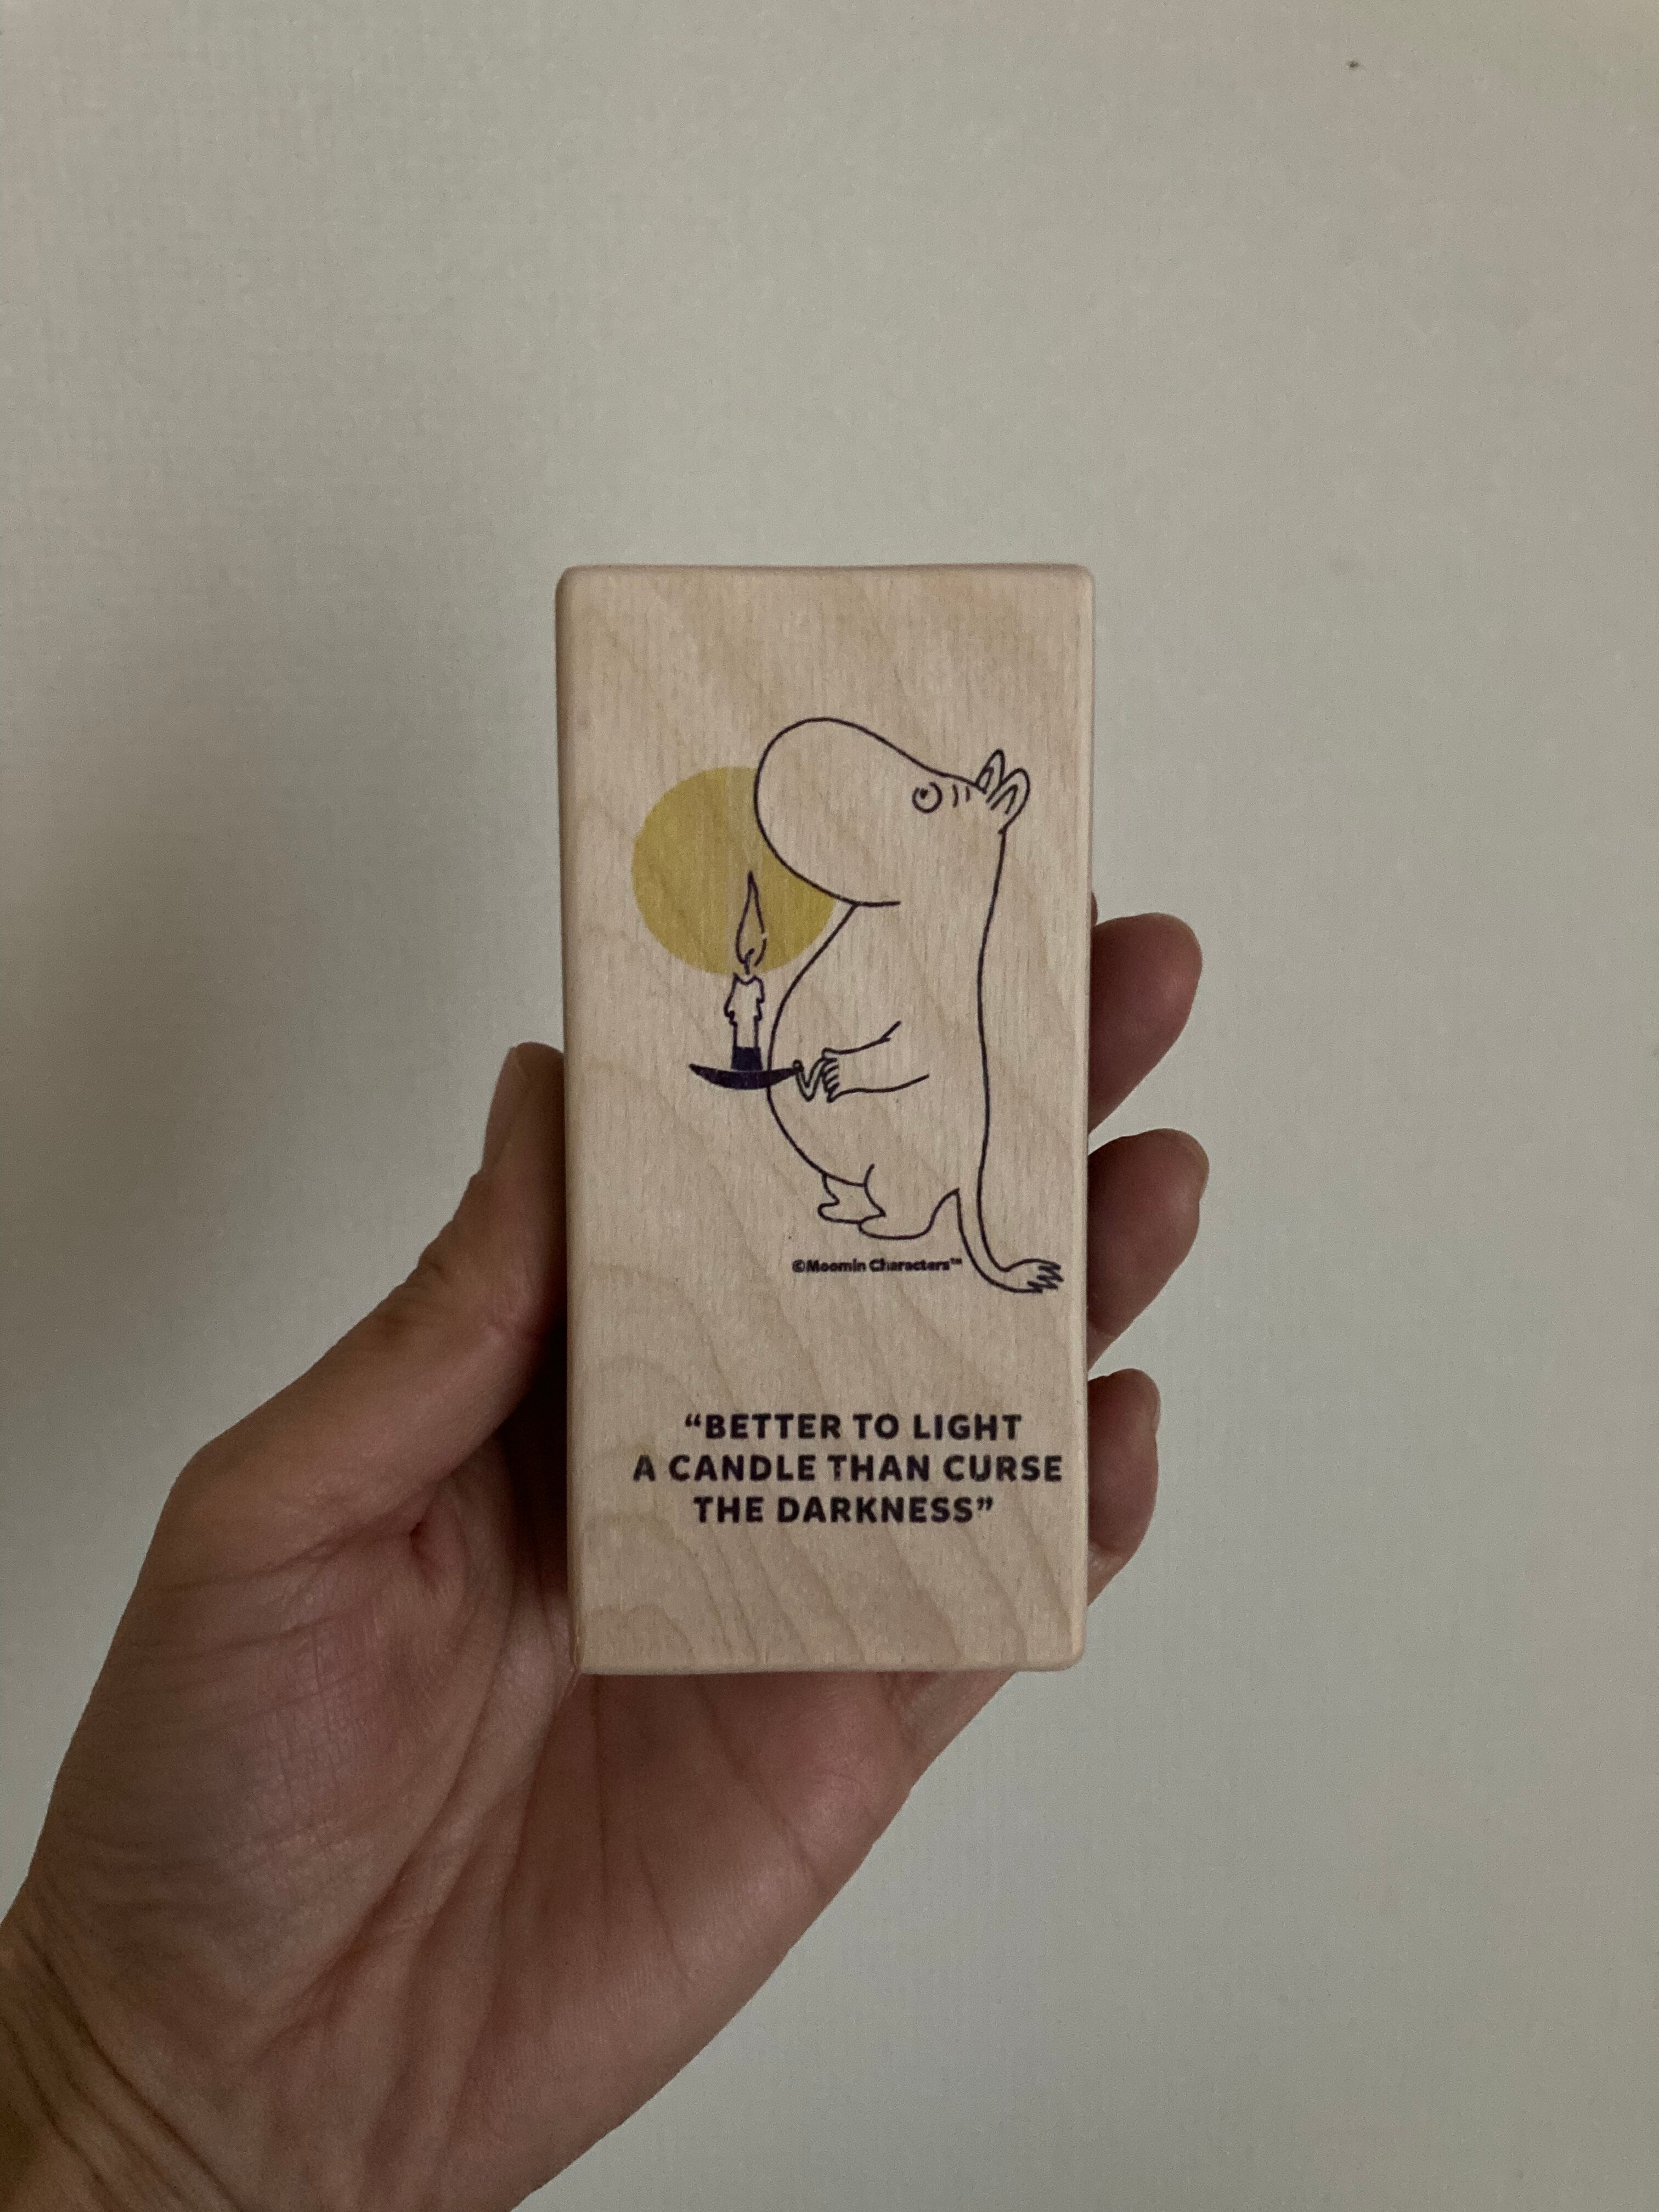 ©Moomin Characters™
“BETTER TO LIGHT
A CANDLE THAN CURSE
THE DARKNESS”